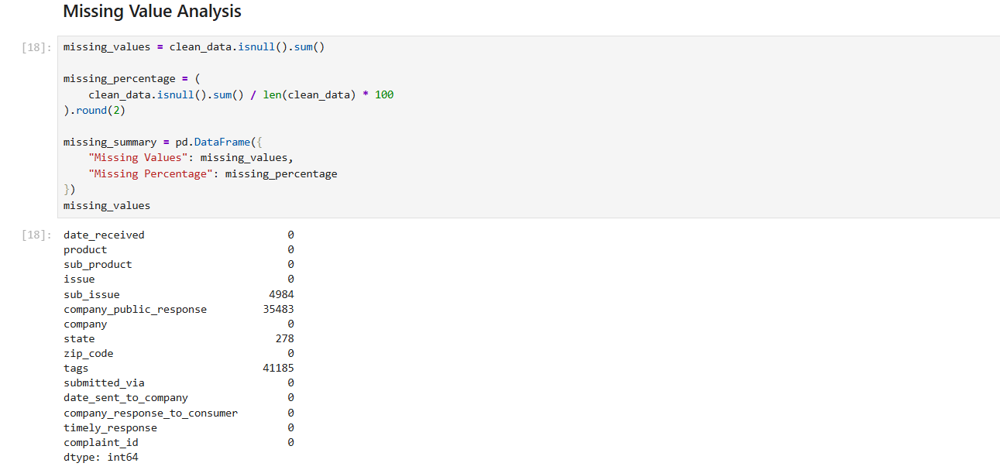 Missing Value Analysis
[18]: missing_values = clean_data.isnull().sum()
missing_percentage = (
    clean_data.isnull().sum() / len(clean_data) * 100
).round(2)
missing_summary = pd.DataFrame({
    "Missing Values": missing_values,
    "Missing Percentage": missing_percentage
})
missing_values
[18]: date_received 0
product 0
sub_product 0
issue 0
sub_issue 4984
company_public_response 35483
company 0
state 278
zip_code 0
tags 41185
submitted_via 0
date_sent_to_company 0
company_response_to_consumer 0
timely_response 0
complaint_id 0
dtype: int64